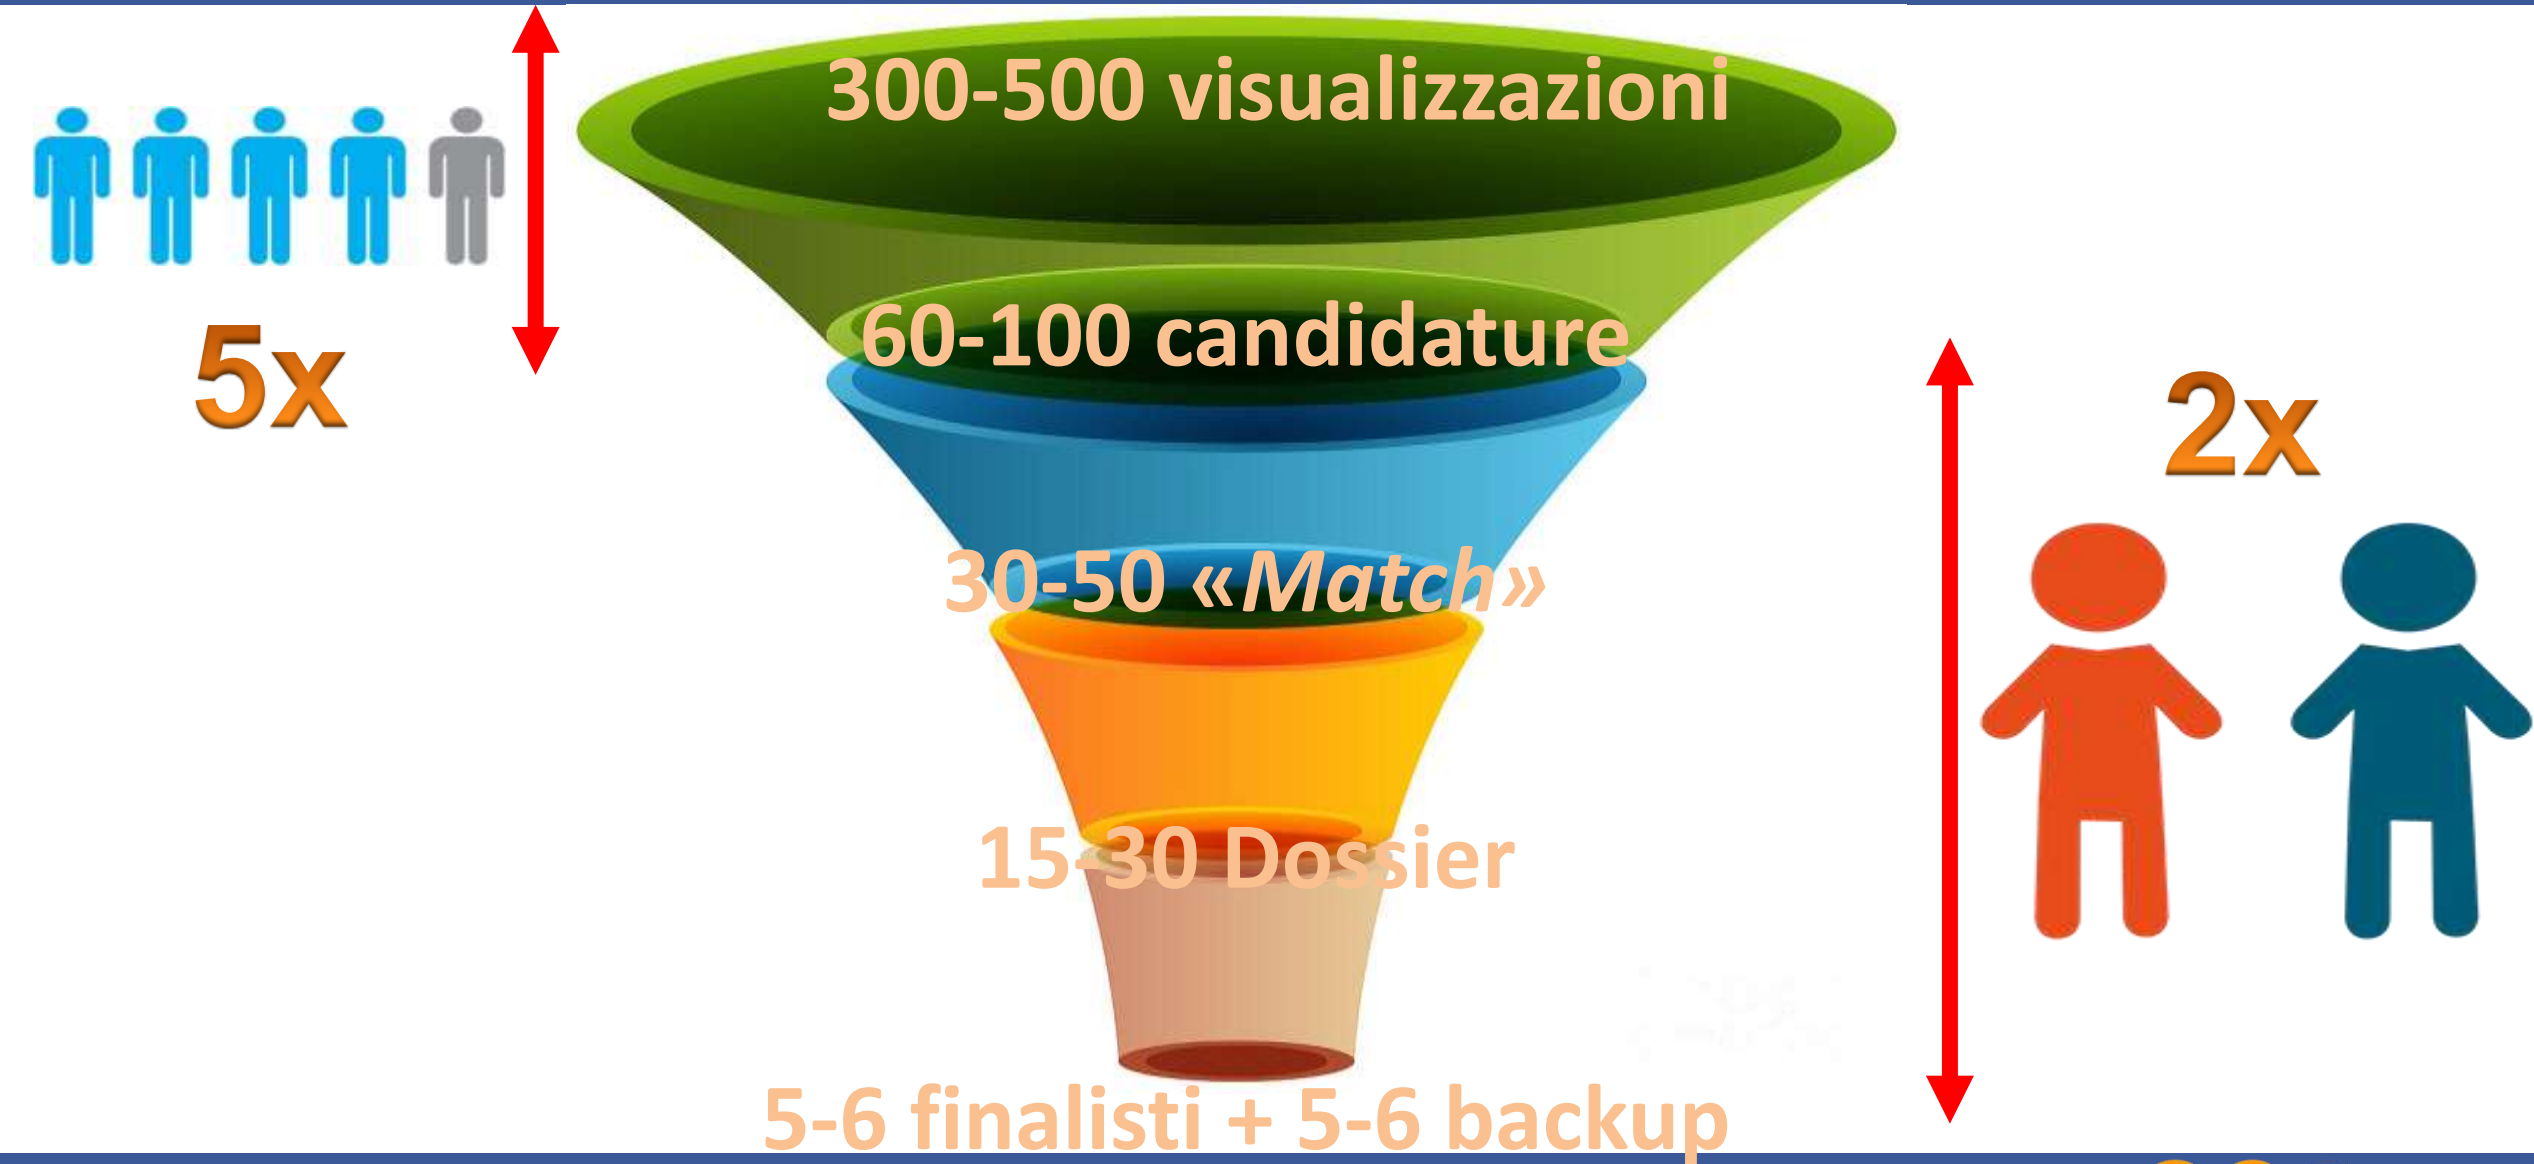 300-500 visualizzazioni
5x
60-100 candidature
2x
30-50 «Match»
15-30 Dossier
5-6 finalisti + 5-6 backup